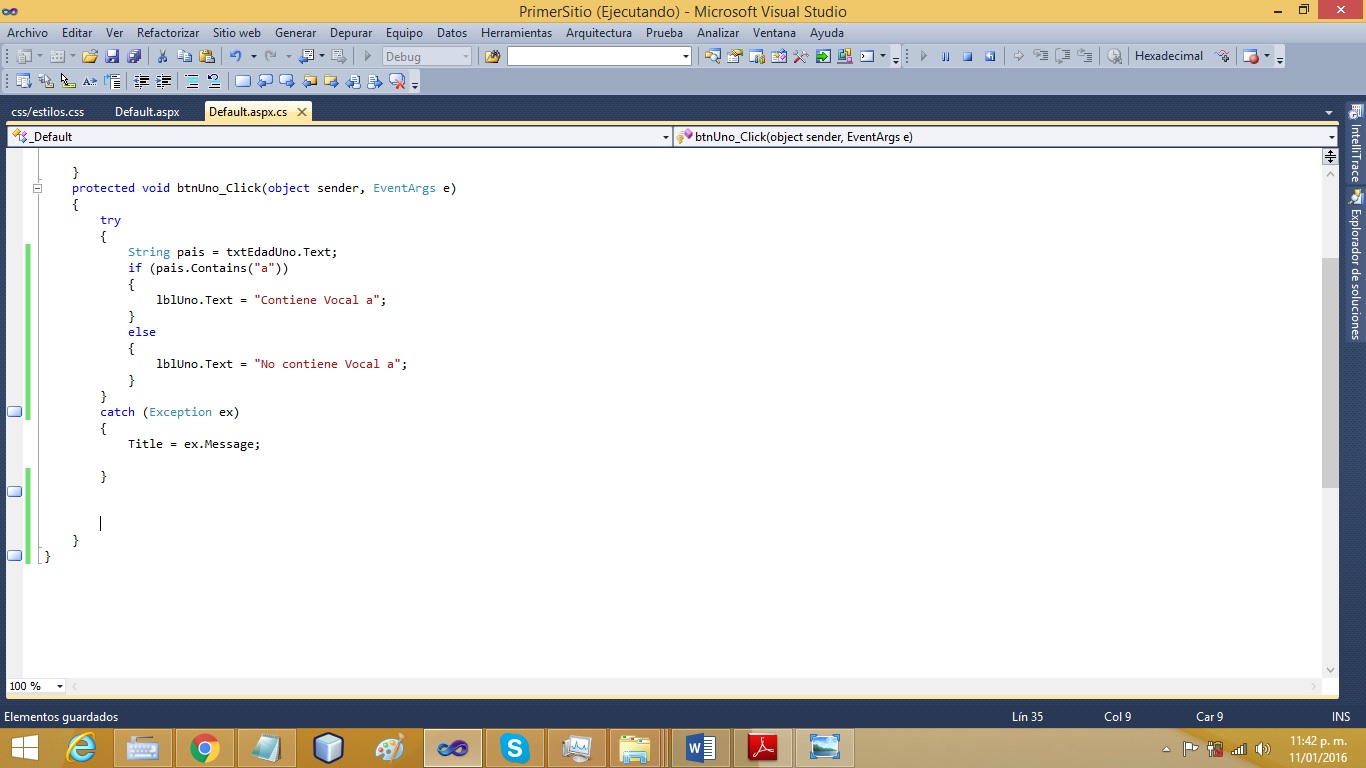 PrimerSitio (Ejecutando) - Microsoft Visual Studio
Archivo Editar Ver Refactorizar Sitio web Generar Depurar Equipo Datos Herramientas Arquitectura Prueba Analizar Ventana Ayuda
Debug Hexadecimal
css/estilos.css Default.aspx Default.aspx.cs
_Default btnUno_Click(object sender, EventArgs e)
IntelliTrace
Explorador de soluciones
}
protected void btnUno_Click(object sender, EventArgs e)
{
try
{
String pais = txtEdadUno.Text;
if (pais.Contains("a"))
{
lblUno.Text = "Contiene Vocal a";
}
else
{
lblUno.Text = "No contiene Vocal a";
}
}
catch (Exception ex)
{
Title = ex.Message;
}
}
}
100 %
Elementos guardados Lín 35 Col 9 Car 9 INS
11:42 p. m.
11/01/2016